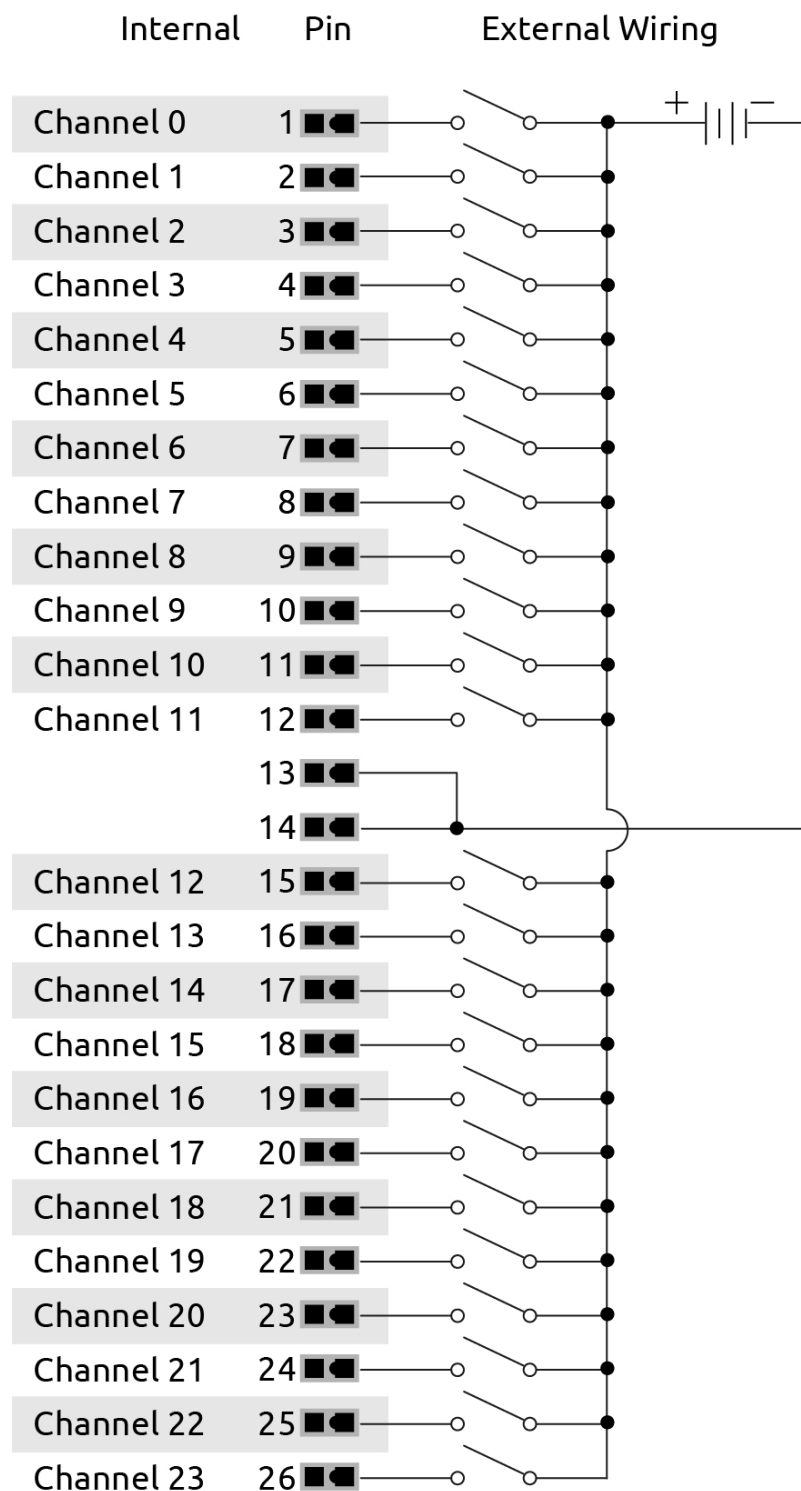 Internal Pin External Wiring
+ −
Channel 0 1
Channel 1 2
Channel 2 3
Channel 3 4
Channel 4 5
Channel 5 6
Channel 6 7
Channel 7 8
Channel 8 9
Channel 9 10
Channel 10 11
Channel 11 12
13
14
Channel 12 15
Channel 13 16
Channel 14 17
Channel 15 18
Channel 16 19
Channel 17 20
Channel 18 21
Channel 19 22
Channel 20 23
Channel 21 24
Channel 22 25
Channel 23 26